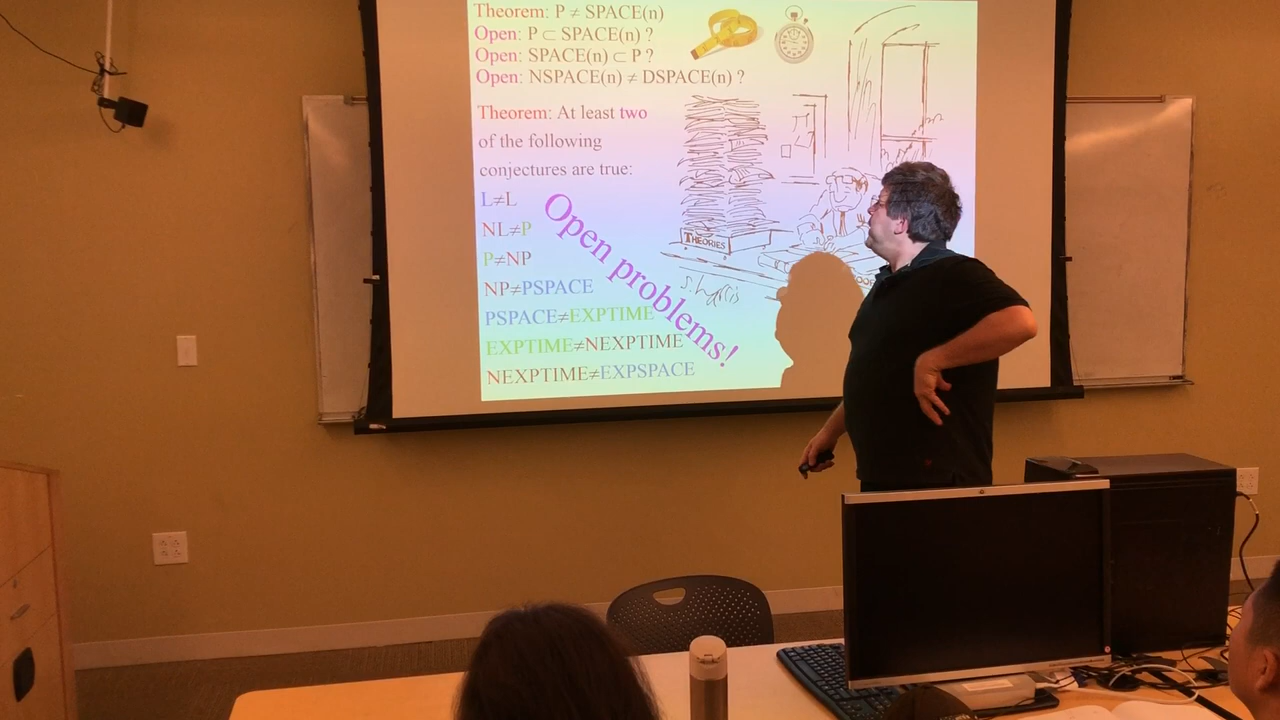 Theorem: P ≠ SPACE(n)
Open: P ⊂ SPACE(n) ?
Open: SPACE(n) ⊂ P ?
Open: NSPACE(n) ≠ DSPACE(n) ?
Theorem: At least two
of the following
conjectures are true:
L≠L
NL≠P
P≠NP
NP≠PSPACE
PSPACE≠EXPTIME
EXPTIME≠NEXPTIME
NEXPTIME≠EXPSPACE
Open problems!
THEORIES
S. Harris